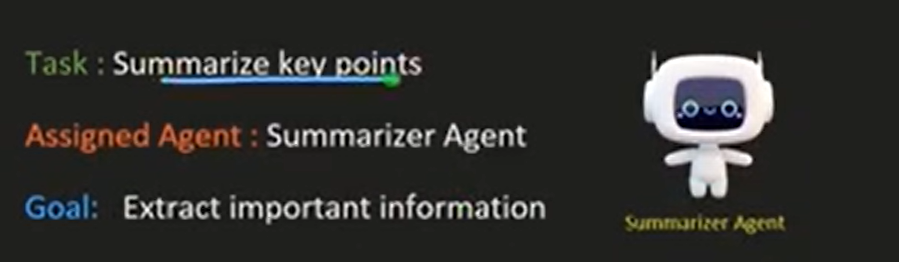 Task : Summarize key points
Assigned Agent : Summarizer Agent
Goal: Extract important information
Summarizer Agent